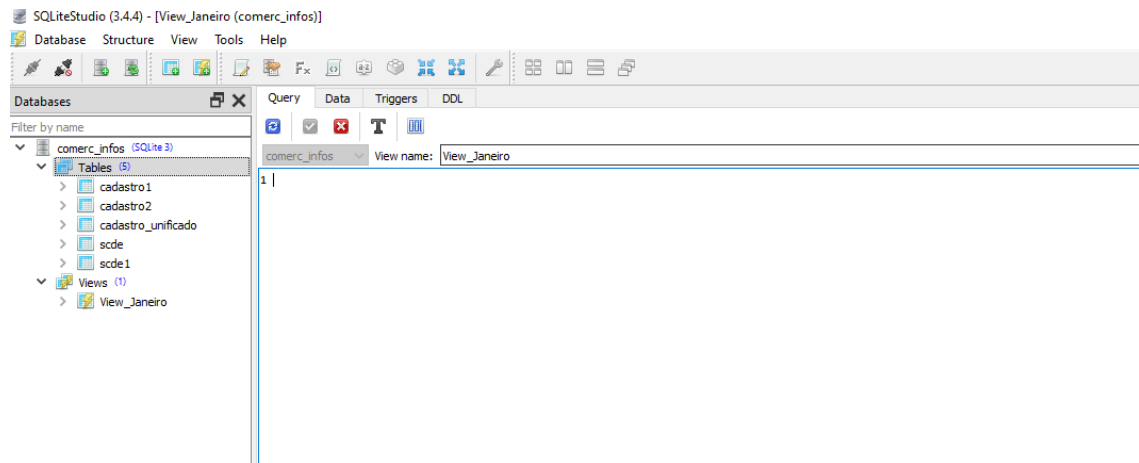 SQLiteStudio (3.4.4) - [View_Janeiro (comerc_infos)]
Database Structure View Tools Help
Databases
Filter by name
comerc_infos (SQLite 3)
Tables (5)
cadastro1
cadastro2
cadastro_unificado
scde
scde1
Views (1)
View_Janeiro
Query Data Triggers DDL
comerc_infos View name: View_Janeiro
1